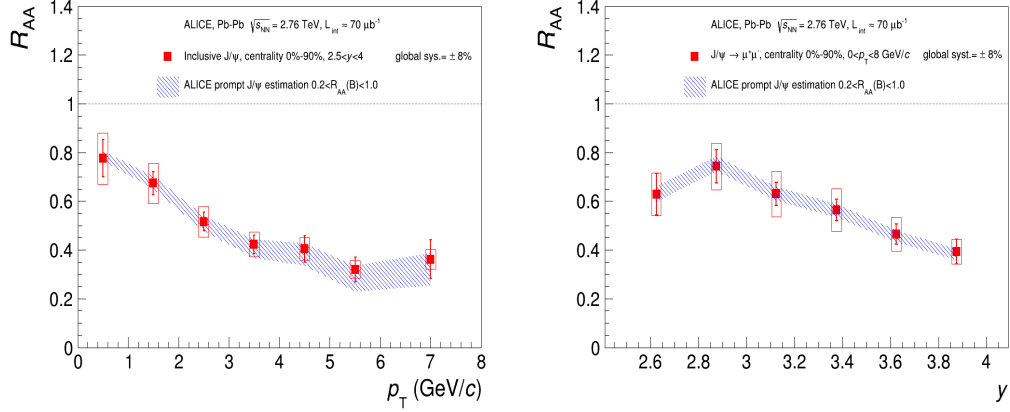 ALICE, Pb-Pb √s_NN = 2.76 TeV, L_int ≈ 70 μb⁻¹
Inclusive J/ψ, centrality 0%-90%, 2.5<y<4 global sys.= ± 8%
ALICE prompt J/ψ estimation 0.2<R_AA(B)<1.0
R_AA
1.4
1.2
1
0.8
0.6
0.4
0.2
0
0 1 2 3 4 5 6 7 8
p_T (GeV/c)
ALICE, Pb-Pb √s_NN = 2.76 TeV, L_int ≈ 70 μb⁻¹
J/ψ → μ⁺μ⁻, centrality 0%-90%, 0<p_T<8 GeV/c global syst.= ± 8%
ALICE prompt J/ψ estimation 0.2<R_AA(B)<1.0
R_AA
1.4
1.2
1
0.8
0.6
0.4
0.2
0
2.6 2.8 3 3.2 3.4 3.6 3.8 4
y